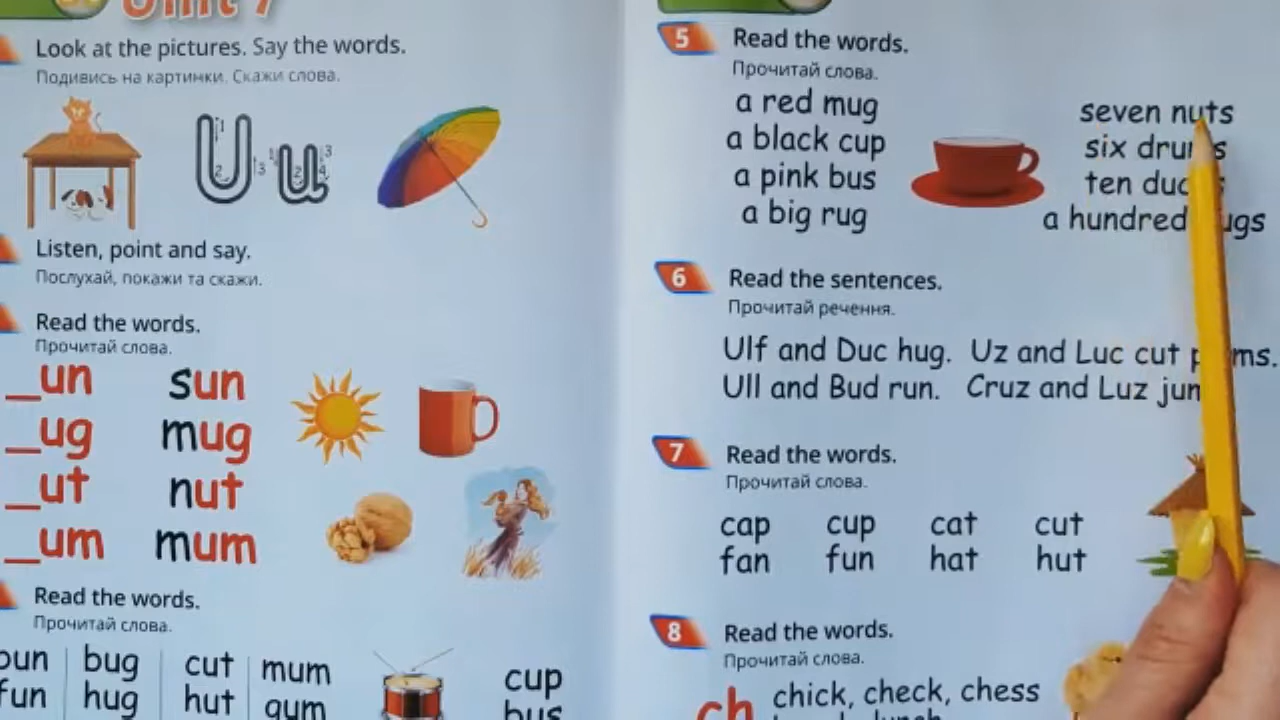 Unit 7
Look at the pictures. Say the words.
Подивись на картинки. Скажи слова.
U u
Listen, point and say.
Послухай, покажи та скажи.
Read the words.
Прочитай слова.
_un sun
_ug mug
_ut nut
_um mum
Read the words.
Прочитай слова.
bug cut mum cup
fun hug hut gum bus
5 Read the words.
Прочитай слова.
a red mug
a black cup
a pink bus
a big rug
seven nuts
six
ten
a hundred
6 Read the sentences.
Прочитай речення.
Ulf and Duc hug. Uz and Luc cut
Ull and Bud run. Cruz and Luz
7 Read the words.
Прочитай слова.
cap cup cat cut
fan fun hat hut
8 Read the words.
Прочитай слова.
ch chick, check, chess